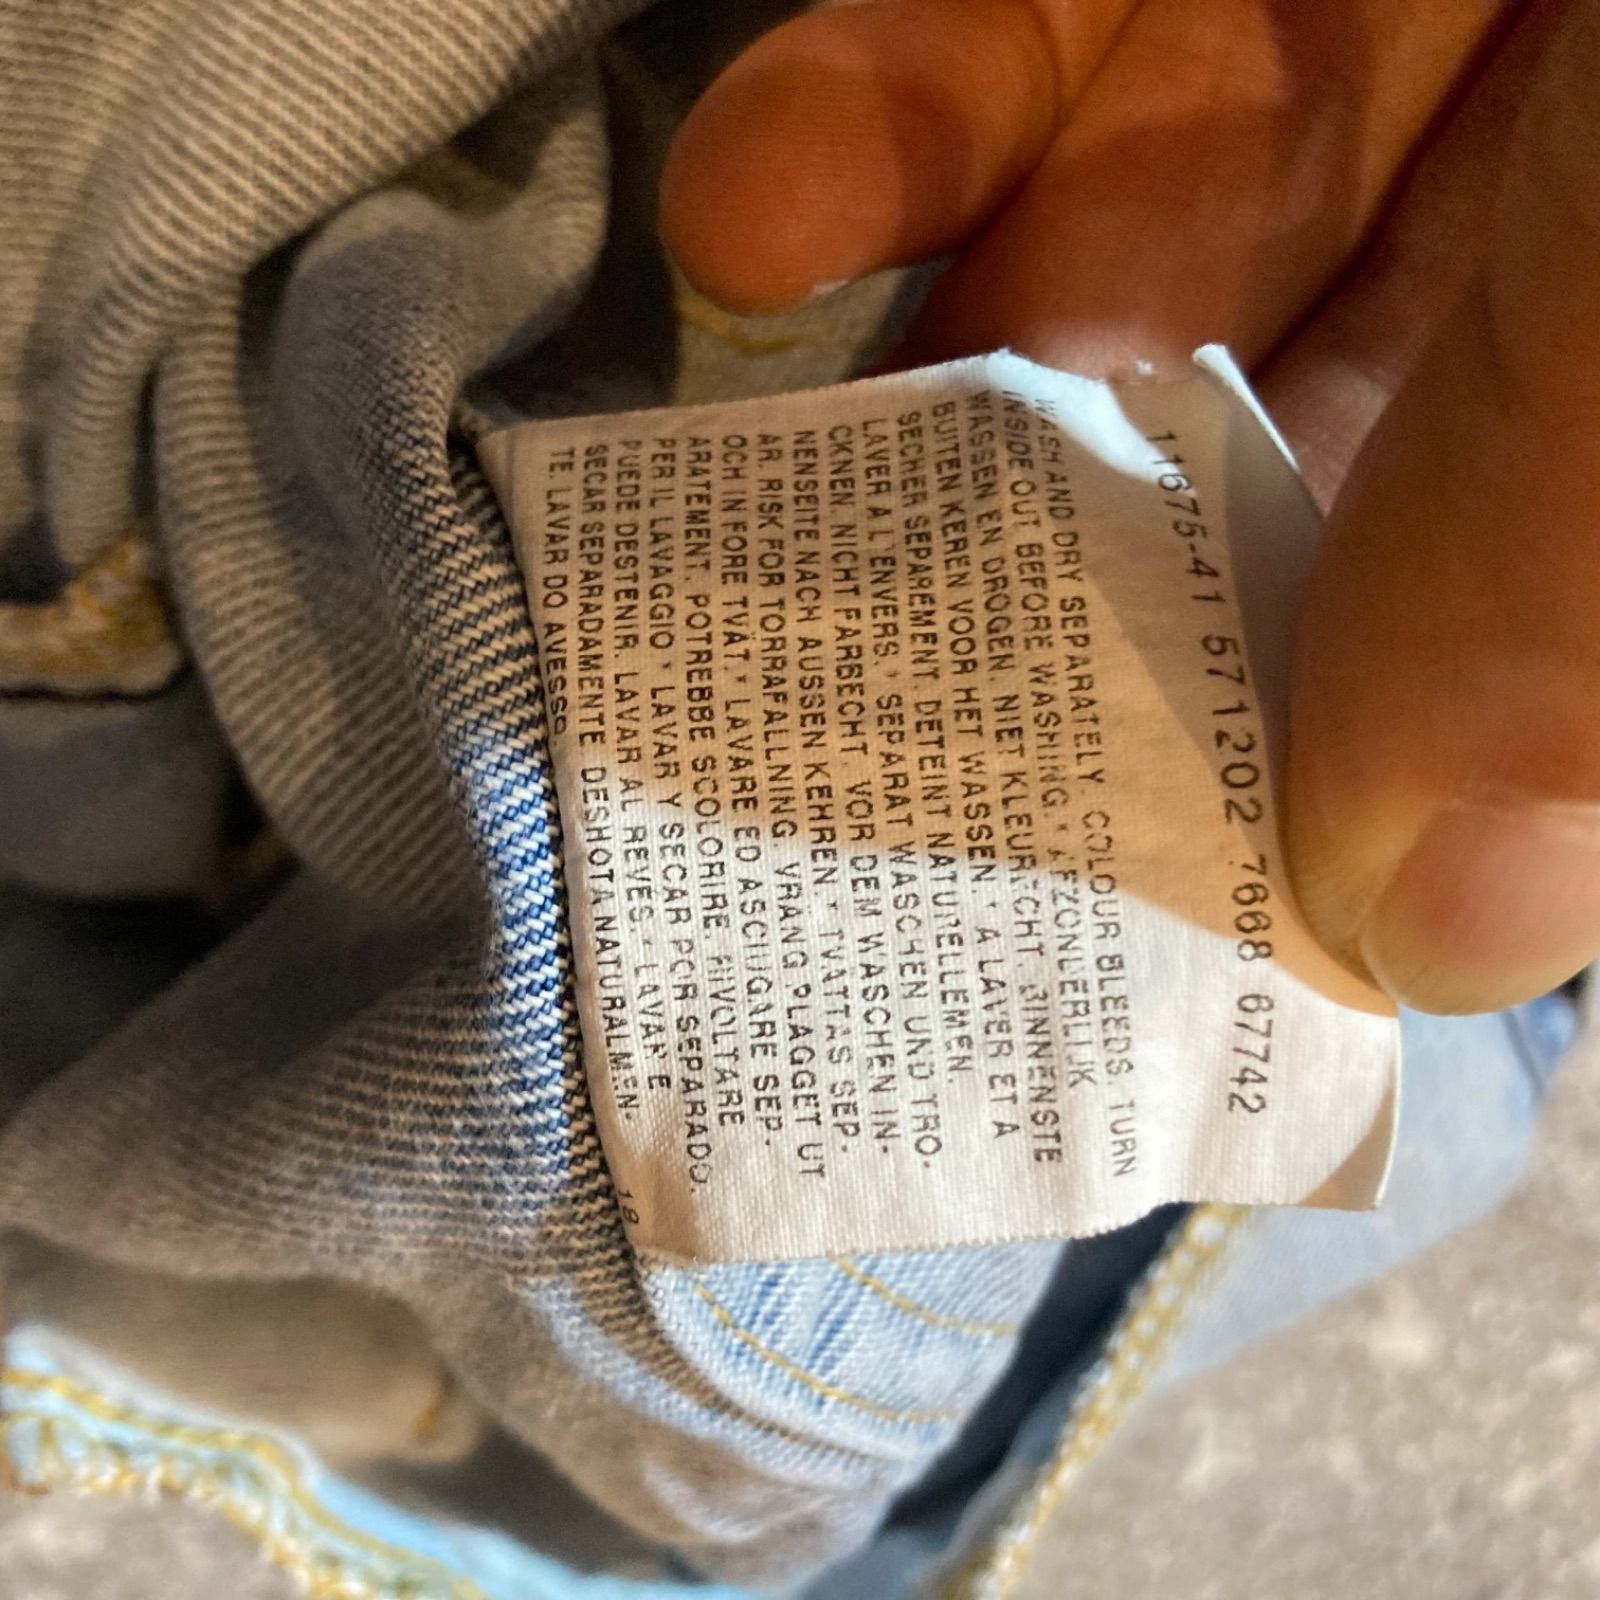 11675-41 571202 7668 67742
WASH AND DRY SEPARATELY. COLOUR BLEEDS. TURN
INSIDE OUT BEFORE WASHING. * AFZONDERLIJK
WASSEN EN DROGEN. NIET KLEURECHT. BINNENSTE
BUITEN KEREN VOOR HET WASSEN. * A LAVER ET A
SECHER SEPAREMENT. DETEINT NATURELLEMEN.
LAVER A L'ENVERS. * SEPARAT WASCHEN UND TRO-
CKNEN. NICHT FARBECHT. VOR DEM WASCHEN IN-
NENSEITE NACH AUSSEN KEHREN. * TVATTAS SEP-
AR. RISK FOR TORRAFALLNING. VRANG PLAGGET UT
OCH IN FORE TVÄT. * LAVARE ED ASCIUGARE SEP-
ARATEMENT. POTREBBE SCOLORIRE. RIVOLTARE
PER IL LAVAGGIO * LAVAR Y SECAR POR SEPARADO.
PUEDE DESTENIR. LAVAR AL REVES. * LAVAR E
SECAR SEPARADAMENTE DESHOTA NATURALMEN-
TE. LAVAR DO AVESSO
18